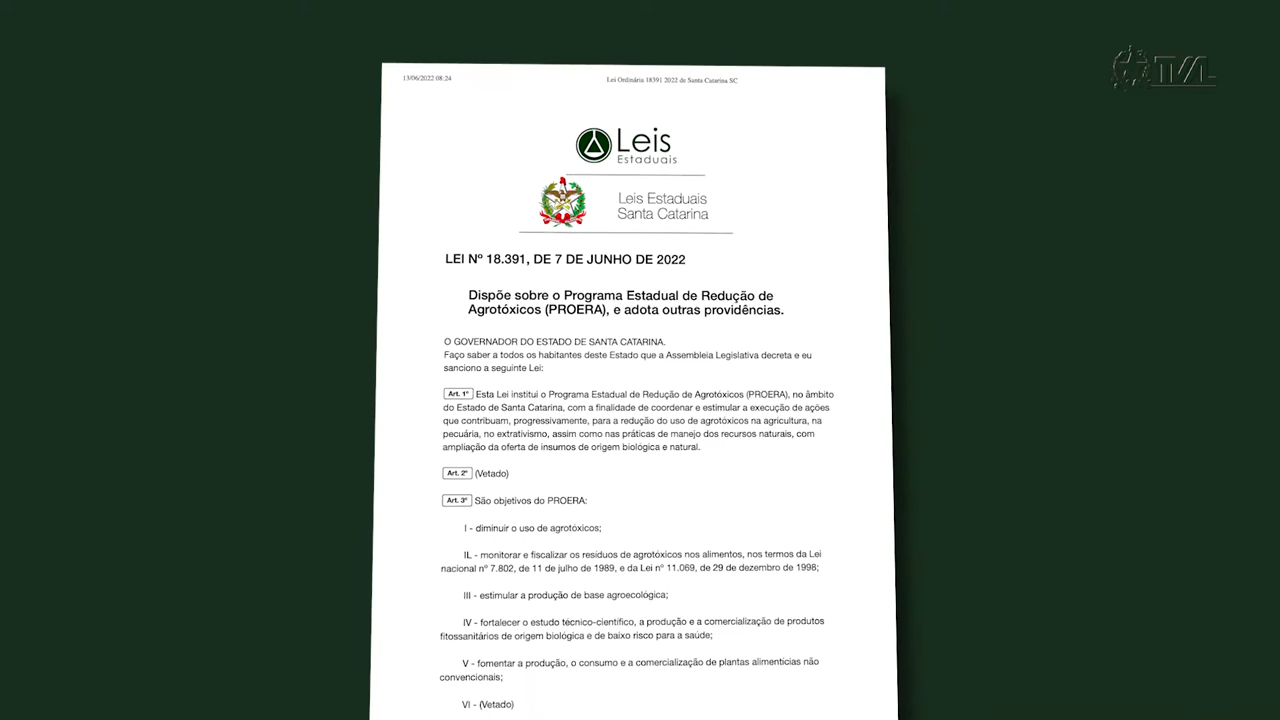 13/06/2022 08:24
Lei Ordinária 18391 2022 de Santa Catarina SC
TVAL
Leis
Estaduais
Leis Estaduais
Santa Catarina
LEI Nº 18.391, DE 7 DE JUNHO DE 2022
Dispõe sobre o Programa Estadual de Redução de
Agrotóxicos (PROERA), e adota outras providências.
O GOVERNADOR DO ESTADO DE SANTA CATARINA.
Faço saber a todos os habitantes deste Estado que a Assembleia Legislativa decreta e eu
sanciono a seguinte Lei:
Art. 1º Esta Lei institui o Programa Estadual de Redução de Agrotóxicos (PROERA), no âmbito
do Estado de Santa Catarina, com a finalidade de coordenar e estimular a execução de ações
que contribuam, progressivamente, para a redução do uso de agrotóxicos na agricultura, na
pecuária, no extrativismo, assim como nas práticas de manejo dos recursos naturais, com
ampliação da oferta de insumos de origem biológica e natural.
Art. 2º (Vetado)
Art. 3º São objetivos do PROERA:
I - diminuir o uso de agrotóxicos;
IL - monitorar e fiscalizar os resíduos de agrotóxicos nos alimentos, nos termos da Lei
nacional nº 7.802, de 11 de julho de 1989, e da Lei nº 11.069, de 29 de dezembro de 1998;
III - estimular a produção de base agroecológica;
IV - fortalecer o estudo técnico-científico, a produção e a comercialização de produtos
fitossanitários de origem biológica e de baixo risco para a saúde;
V - fomentar a produção, o consumo e a comercialização de plantas alimentícias não
convencionais;
VI - (Vetado)